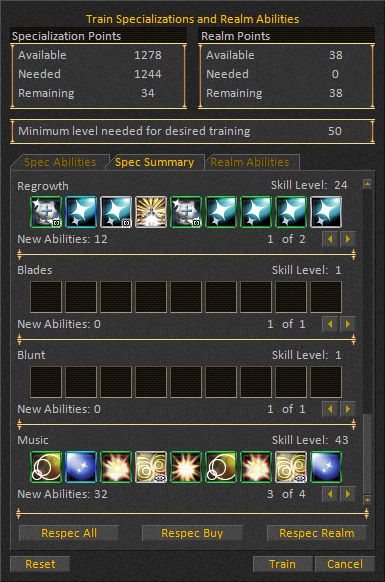 Train Specializations and Realm Abilities
Specialization Points Realm Points
Available 1278 Available 38
Needed 1244 Needed 0
Remaining 34 Remaining 38
Minimum level needed for desired training 50
Spec Abilities Spec Summary Realm Abilities
Regrowth Skill Level: 24
New Abilities: 12 1 of 2
Blades Skill Level: 1
New Abilities: 0 1 of 1
Blunt Skill Level: 1
New Abilities: 0 1 of 1
Music Skill Level: 43
New Abilities: 32 3 of 4
Respec All Respec Buy Respec Realm
Reset Train Cancel